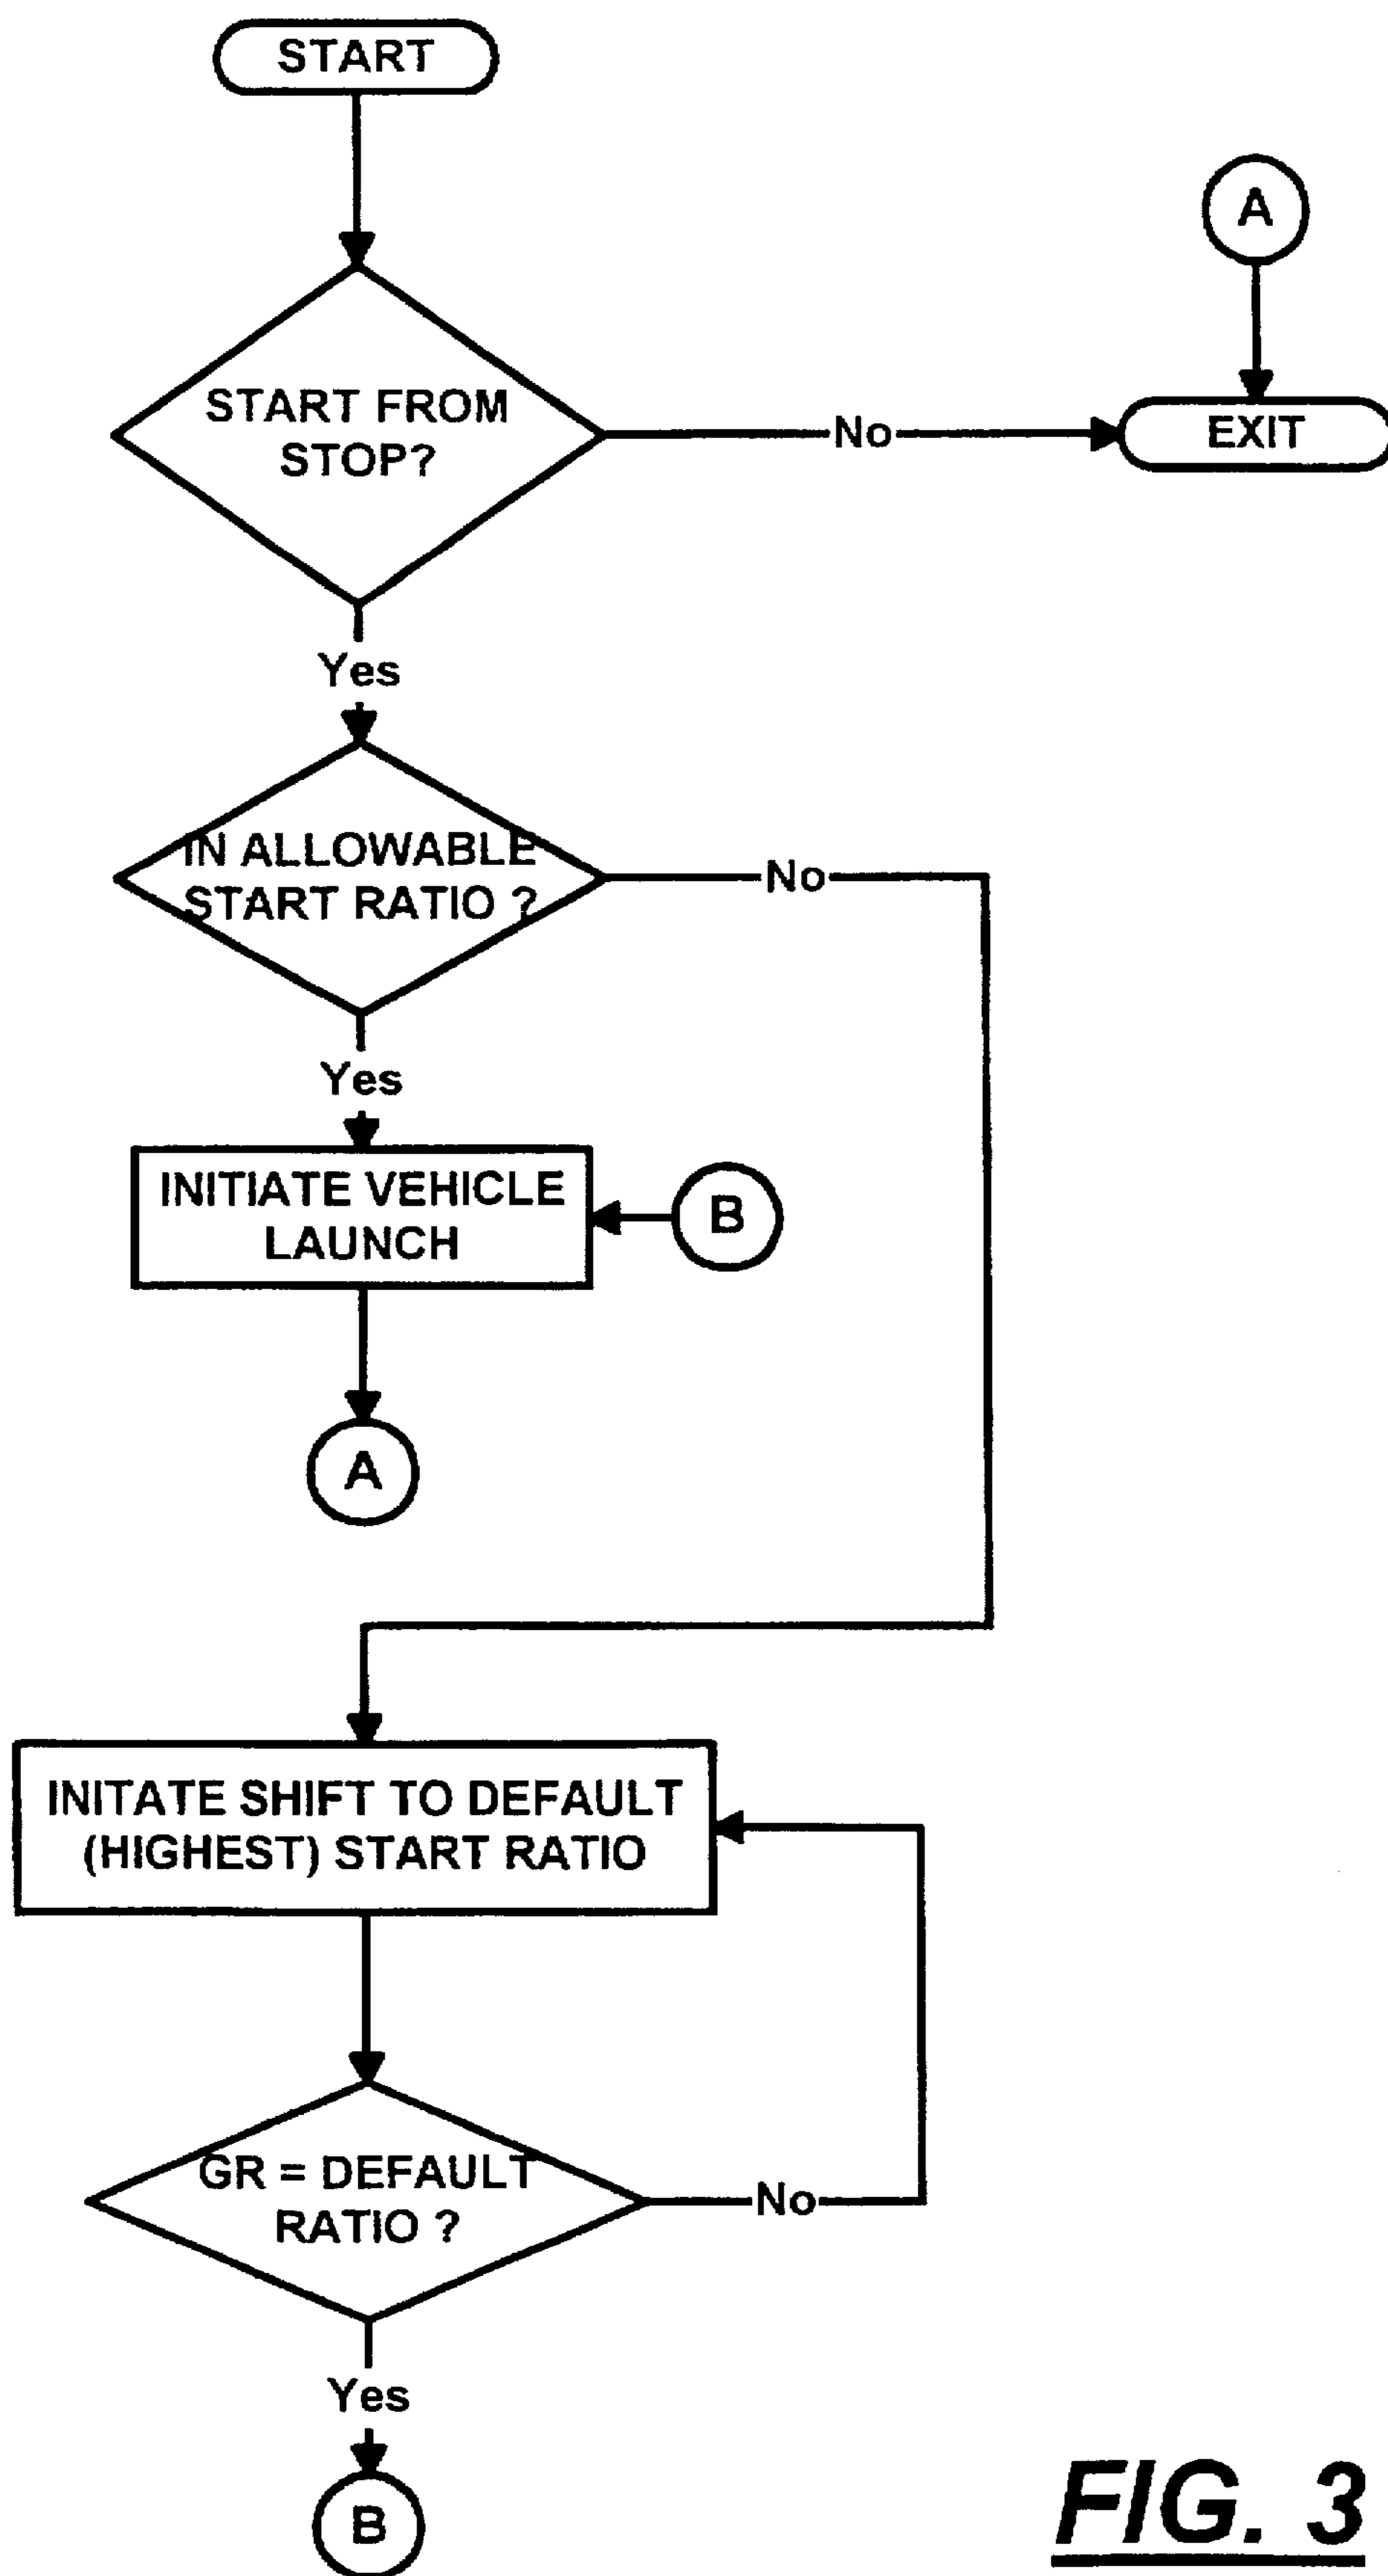 START
A
START FROM
STOP?
No
EXIT
Yes
IN ALLOWABLE
START RATIO ?
No
Yes
INITIATE VEHICLE
LAUNCH
B
A
INITATE SHIFT TO DEFAULT
(HIGHEST) START RATIO
GR = DEFAULT
RATIO ?
No
Yes
B
FIG. 3